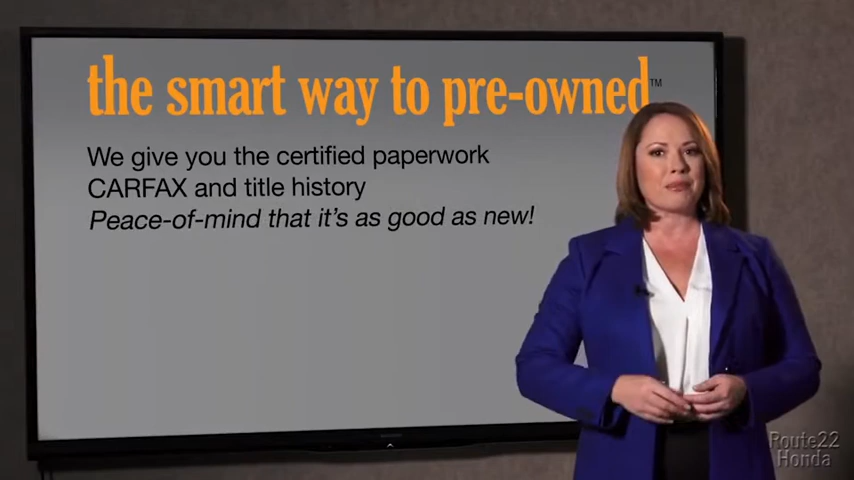 the smart way to pre-owned™
We give you the certified paperwork
CARFAX and title history
Peace-of-mind that it's as good as new!
Route22
Honda